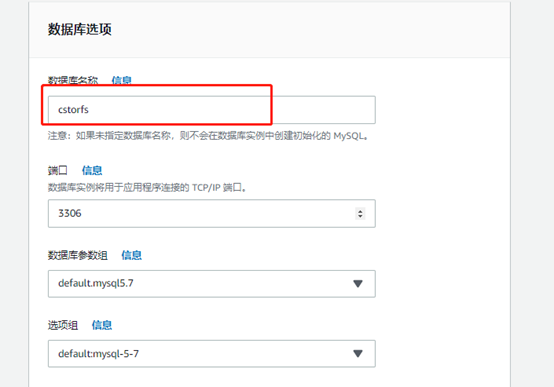 数据库选项
数据库名称 信息
cstorfs
注意：如果未指定数据库名称，则不会在数据库实例中创建初始化的 MySQL。
端口 信息
数据库实例将用于应用程序连接的 TCP/IP 端口。
3306
数据库参数组 信息
default.mysql5.7
选项组 信息
default:mysql-5-7